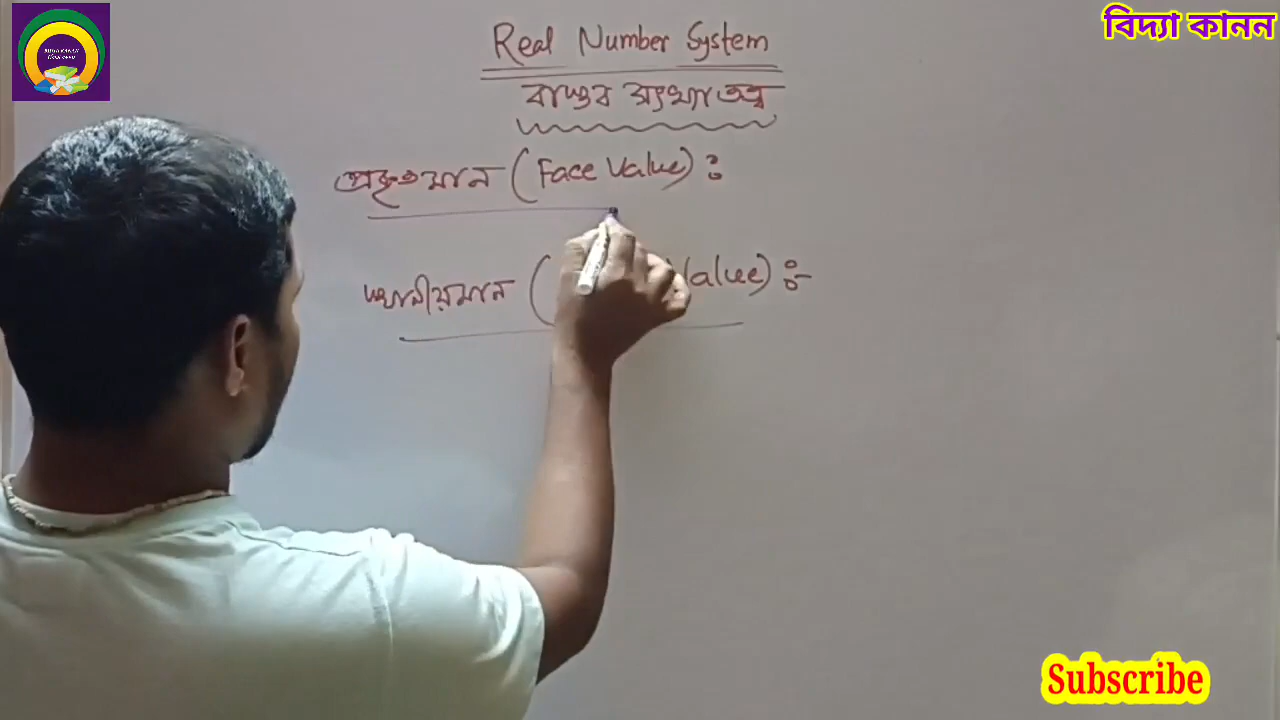 বিদ্যা কানন
Real Number System
বাস্তব সংখ্যা তত্ত্ব
প্রকৃতমান (Face Value) :
স্থানীয়মান ( Value) :-
Subscribe